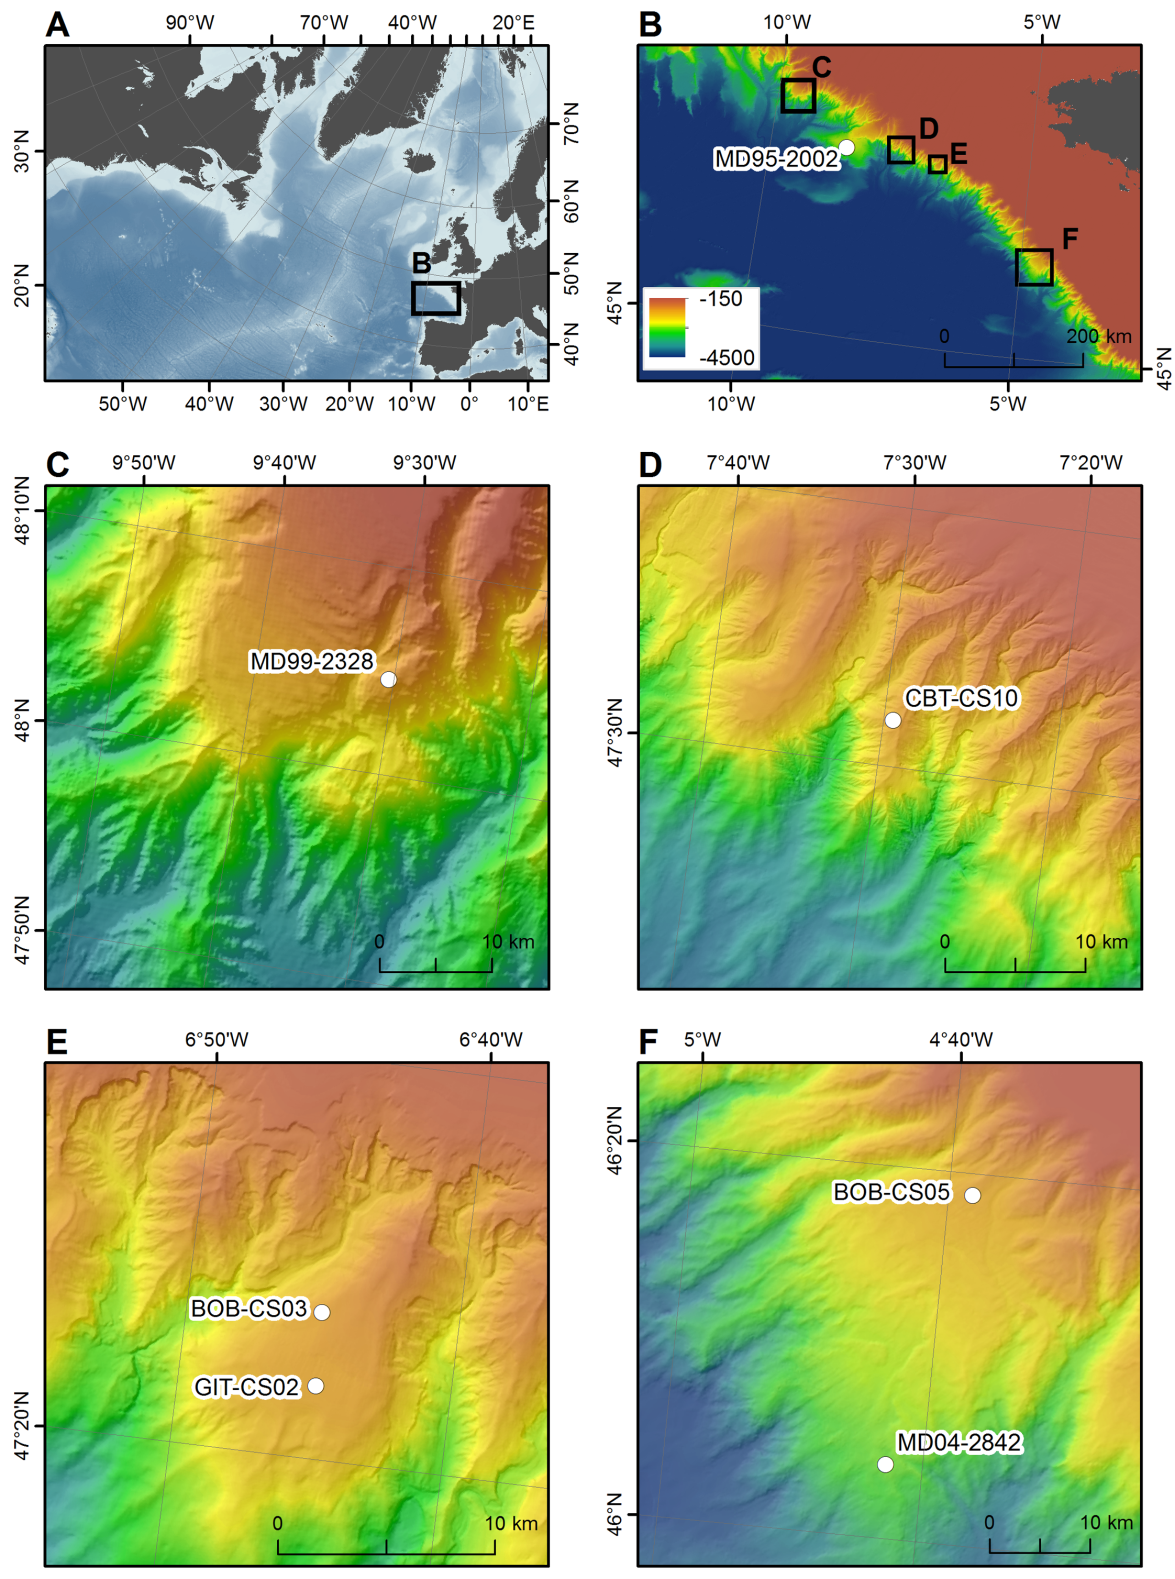 A
90°W
70°W
40°W
20°E
30°N
20°N
70°N
60°N
50°N
40°N
B
50°W
40°W
30°W
20°W
10°W
0°
10°E
B
10°W
5°W
C
D
E
F
MD95-2002
45°N
-150
-4500
0
200 km
45°N
10°W
5°W
C
9°50'W
9°40'W
9°30'W
48°10'N
MD99-2328
48°N
47°50'N
0
10 km
D
7°40'W
7°30'W
7°20'W
CBT-CS10
47°30'N
0
10 km
E
6°50'W
6°40'W
BOB-CS03
GIT-CS02
47°20'N
0
10 km
F
5°W
4°40'W
46°20'N
BOB-CS05
MD04-2842
46°N
0
10 km